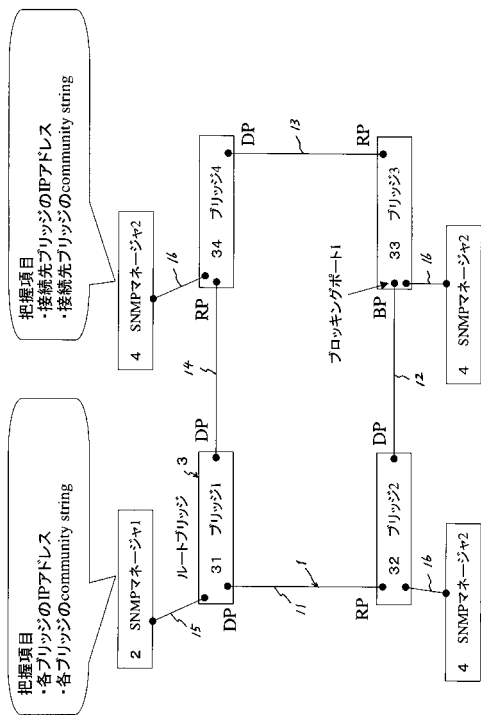 把握項目
・各ブリッジのIPアドレス
・各ブリッジのcommunity string
把握項目
・接続先ブリッジのIPアドレス
・接続先ブリッジのcommunity string
2 SNMPマネージャ1
4 SNMPマネージャ2
15
16
ルートブリッジ
3
31 ブリッジ1
DP
DP
14
RP
34 ブリッジ4
DP
11
1
13
ブロッキングポート1
RP
32 ブリッジ2
DP
12
BP
33 ブリッジ3
RP
16
16
4 SNMPマネージャ2
4 SNMPマネージャ2